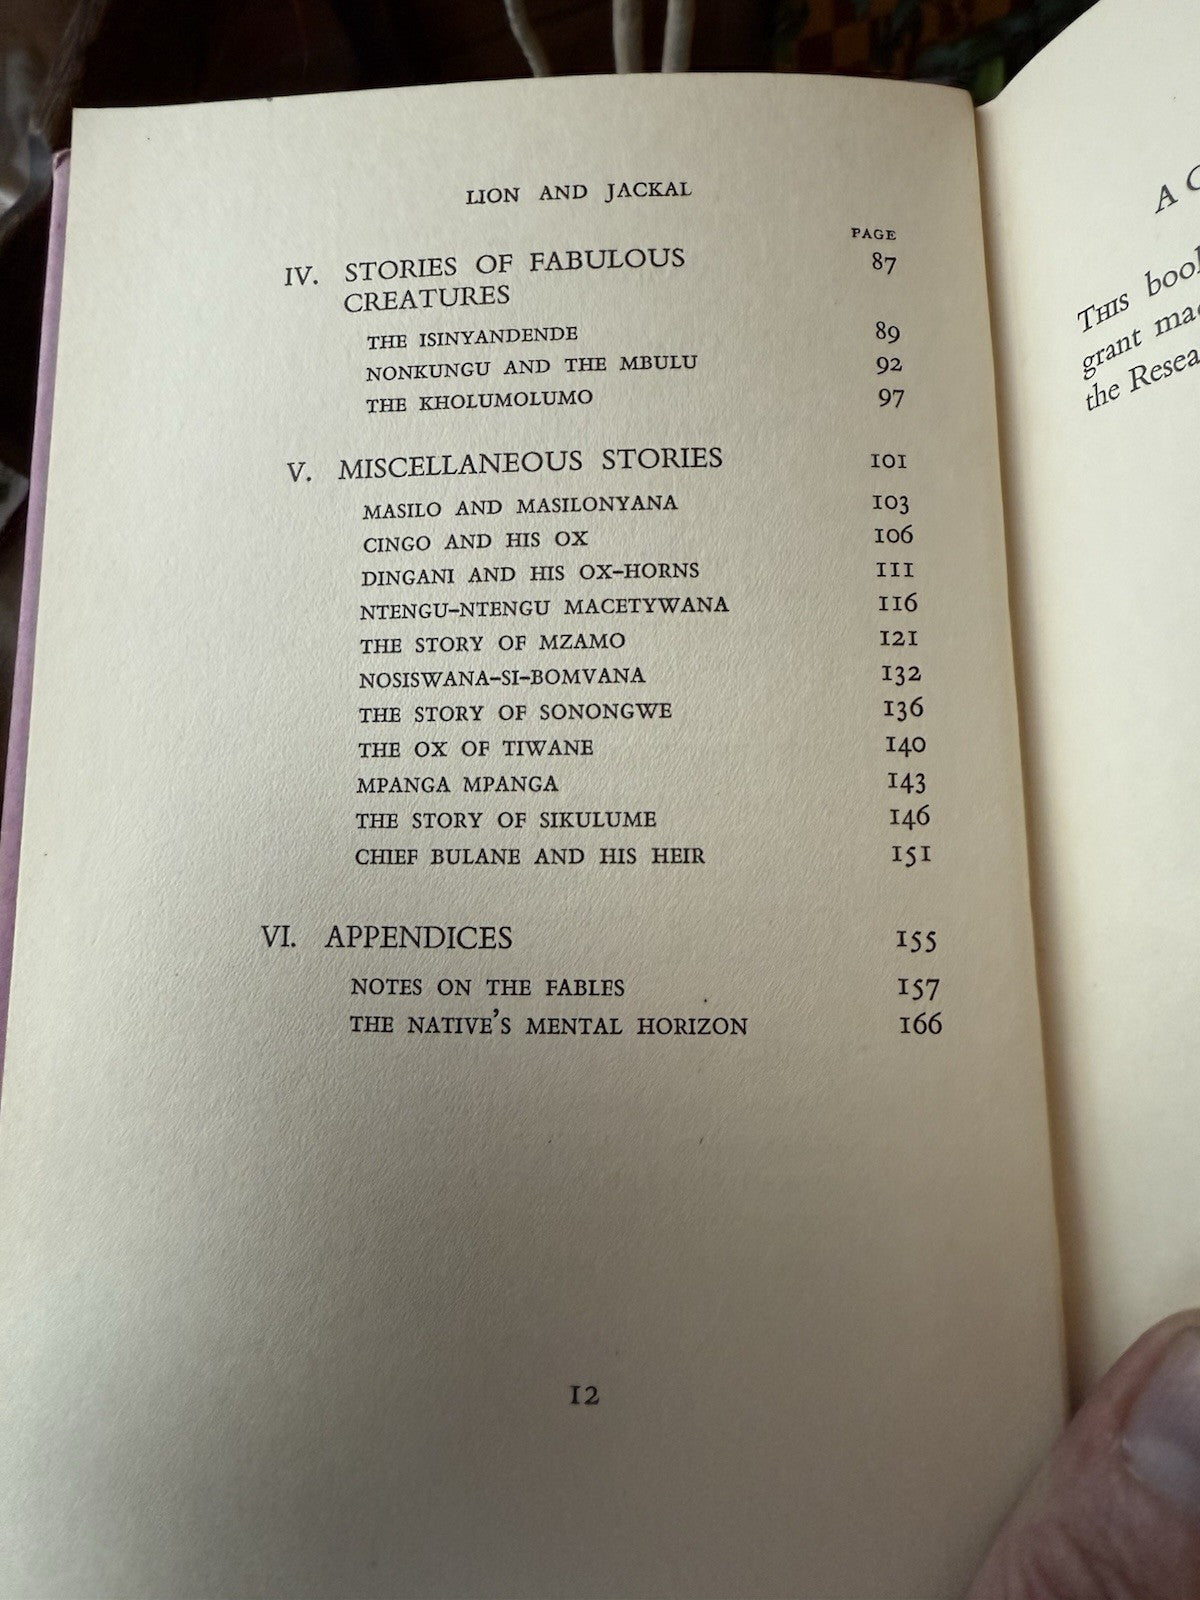 LION AND JACKAL
PAGE
IV. STORIES OF FABULOUS 87
CREATURES
THE ISINYANDENDE 89
NONKUNGU AND THE MBULU 92
THE KHOLUMOLUMO 97
V. MISCELLANEOUS STORIES 101
MASILO AND MASILONYANA 103
CINGO AND HIS OX 106
DINGANI AND HIS OX-HORNS 111
NTENGU-NTENGU MACETYWANA 116
THE STORY OF MZAMO 121
NOSISWANA-SI-BOMVANA 132
THE STORY OF SONONGWE 136
THE OX OF TIWANE 140
MPANGA MPANGA 143
THE STORY OF SIKULUME 146
CHIEF BULANE AND HIS HEIR 151
VI. APPENDICES 155
NOTES ON THE FABLES 157
THE NATIVE'S MENTAL HORIZON 166
12
A
THIS
grant
the